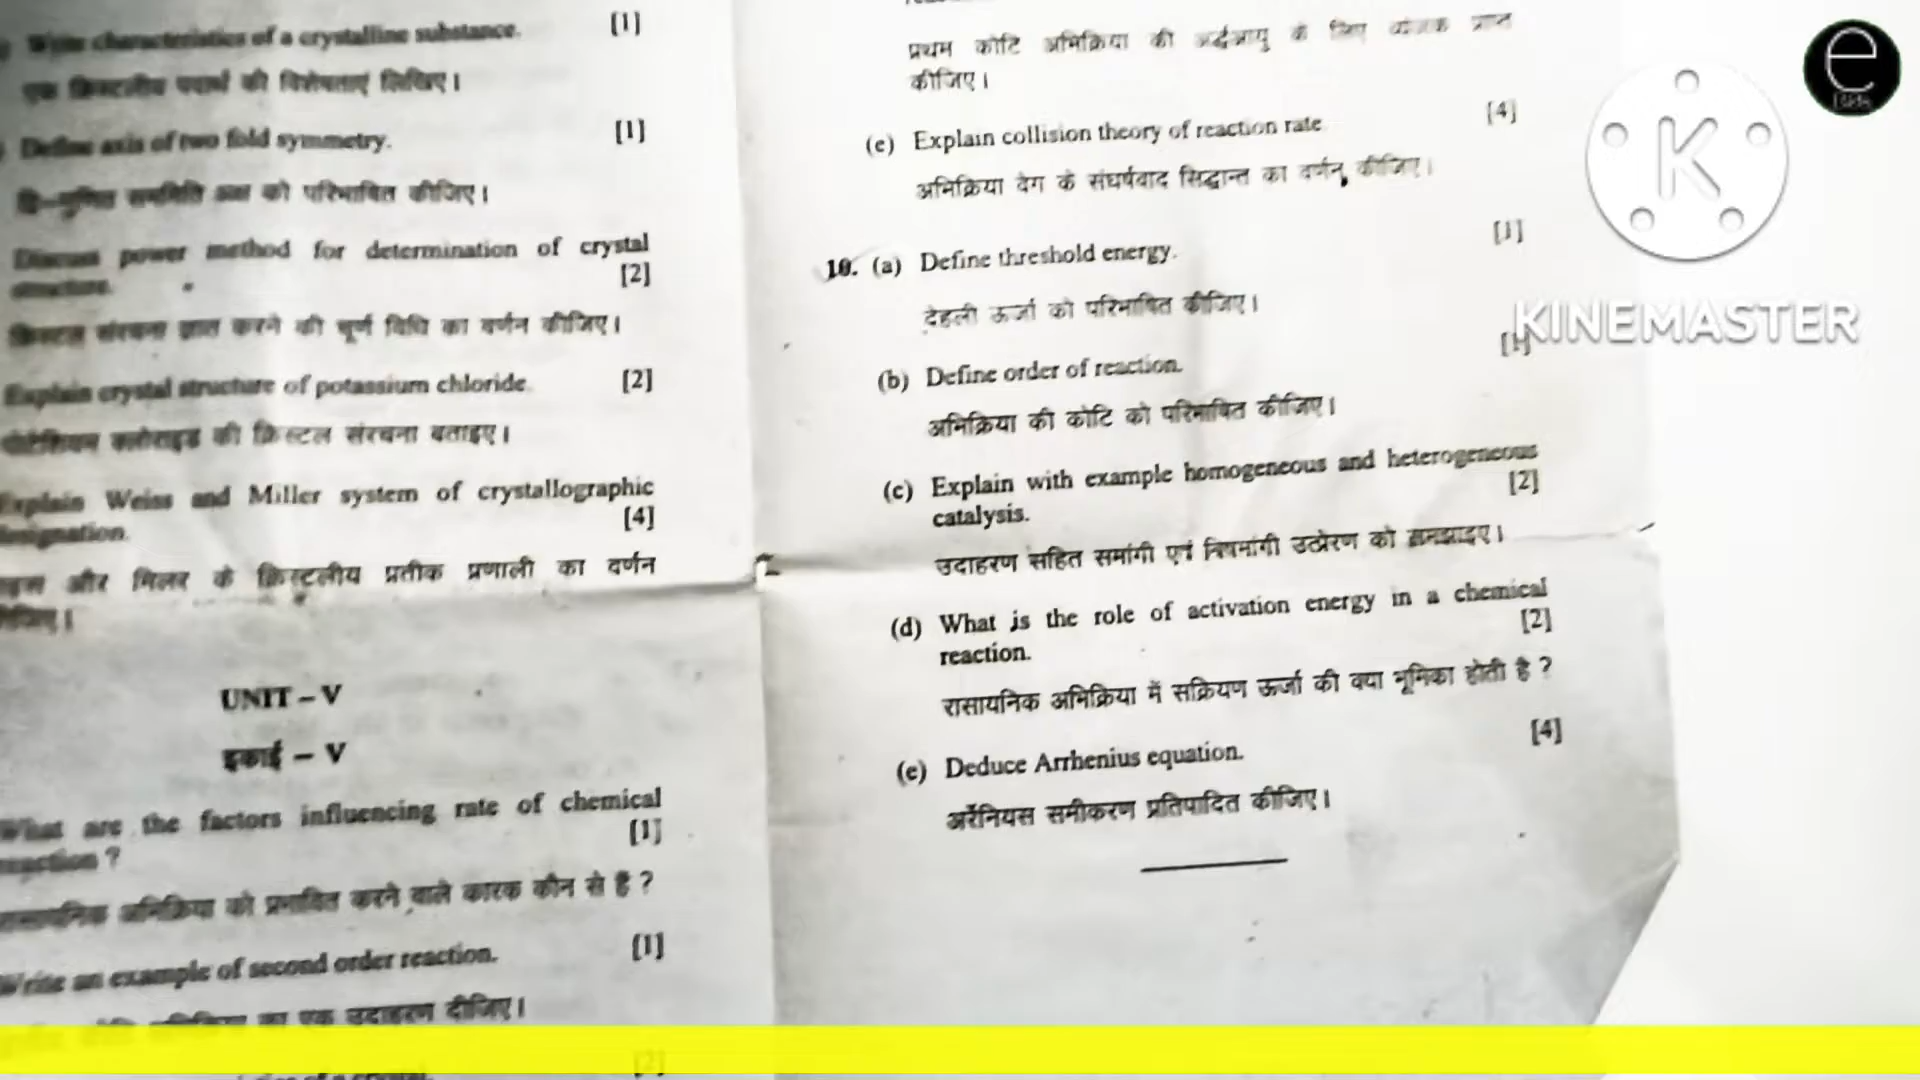 Write characteristics of a crystalline substance. [1]
एक क्रिस्टलीय पदार्थ की विशेषताएं लिखिए।
Define axis of two fold symmetry. [1]
द्वि-गुणित सममिति अक्ष को परिभाषित कीजिए।
Discuss power method for determination of crystal
structure. [2]
क्रिस्टल संरचना ज्ञात करने की चूर्ण विधि का वर्णन कीजिए।
Explain crystal structure of potassium chloride. [2]
पोटेशियम क्लोराइड की क्रिस्टल संरचना बताइए।
Explain Weiss and Miller system of crystallographic
designation. [4]
और मिलर के क्रिस्टलीय प्रतीक प्रणाली का वर्णन
UNIT – V
इकाई – V
What are the factors influencing rate of chemical
reaction ? [1]
रासायनिक अभिक्रिया को प्रभावित करने वाले कारक कौन से हैं ?
Write an example of second order reaction. [1]
का एक उदाहरण दीजिए।
[2]
प्रथम कोटि अभिक्रिया की अर्द्धआयु के लिए व्यंजक प्राप्त
कीजिए।
(e) Explain collision theory of reaction rate [4]
अभिक्रिया वेग के संघर्षवाद सिद्धान्त का वर्णन कीजिए।
10. (a) Define threshold energy. [1]
देहली ऊर्जा को परिभाषित कीजिए।
(b) Define order of reaction. [1]
अभिक्रिया की कोटि को परिभाषित कीजिए।
(c) Explain with example homogeneous and heterogeneous
catalysis. [2]
उदाहरण सहित समांगी एवं विषमांगी उत्प्रेरण को समझाइए।
(d) What is the role of activation energy in a chemical
reaction. [2]
रासायनिक अभिक्रिया में सक्रियण ऊर्जा की क्या भूमिका होती है ?
(e) Deduce Arrhenius equation. [4]
अर्रेनियस समीकरण प्रतिपादित कीजिए।
K
KINEMASTER
e